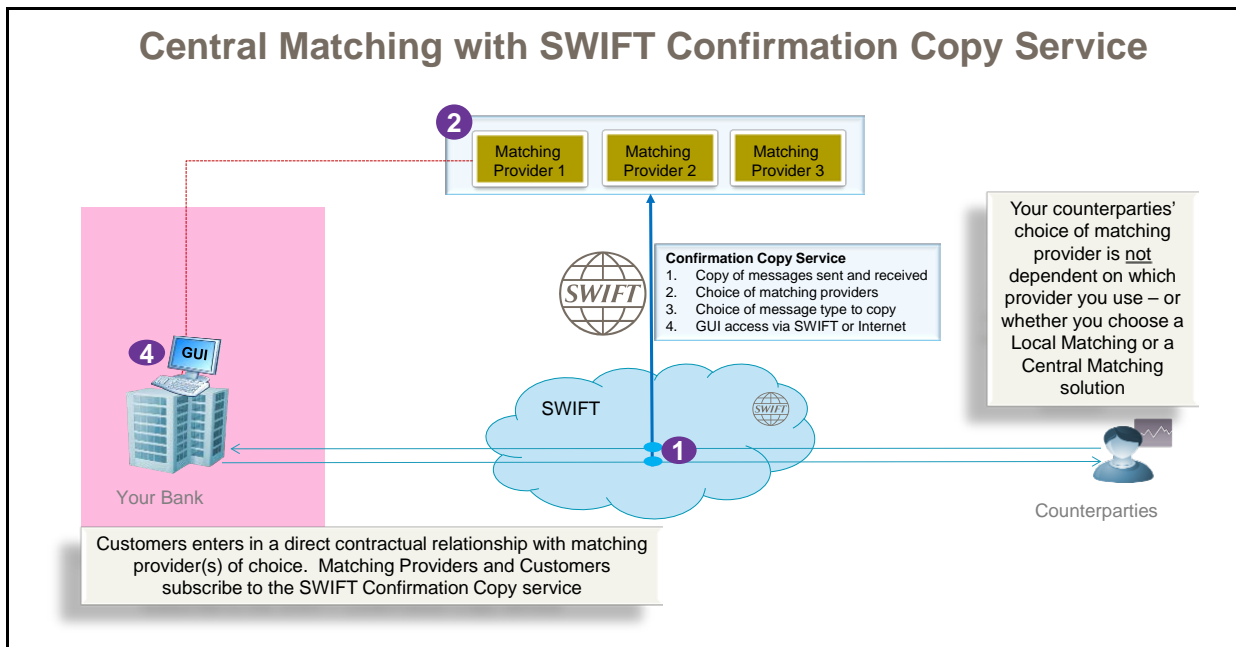 Central Matching with SWIFT Confirmation Copy Service
2
Matching
Provider 1
Matching
Provider 2
Matching
Provider 3
Your counterparties’
choice of matching
provider is not
dependent on which
provider you use – or
whether you choose a
Local Matching or a
Central Matching
solution
SWIFT
Confirmation Copy Service
1. Copy of messages sent and received
2. Choice of matching providers
3. Choice of message type to copy
4. GUI access via SWIFT or Internet
4
GUI
SWIFT
SWIFT
1
Your Bank
Counterparties
Customers enters in a direct contractual relationship with matching
provider(s) of choice. Matching Providers and Customers
subscribe to the SWIFT Confirmation Copy service